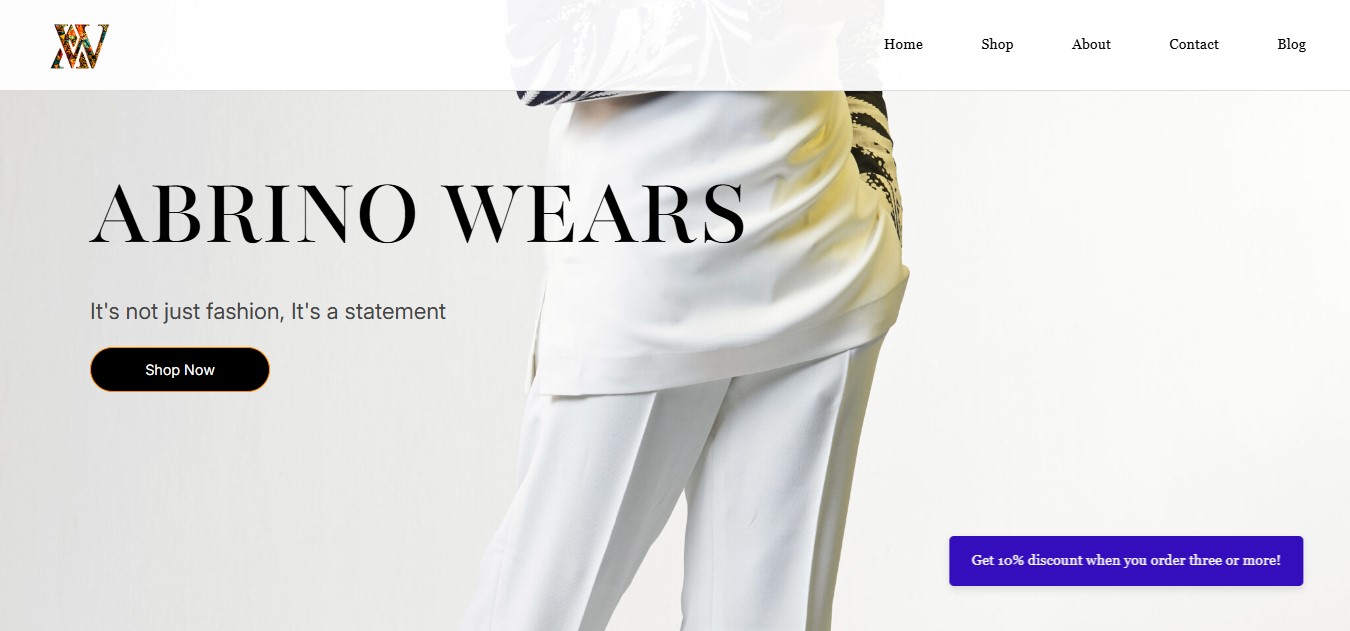 Home Shop About Contact Blog
ABRINO WEARS
It's not just fashion, It's a statement
Shop Now
Get 10% discount when you order three or more!